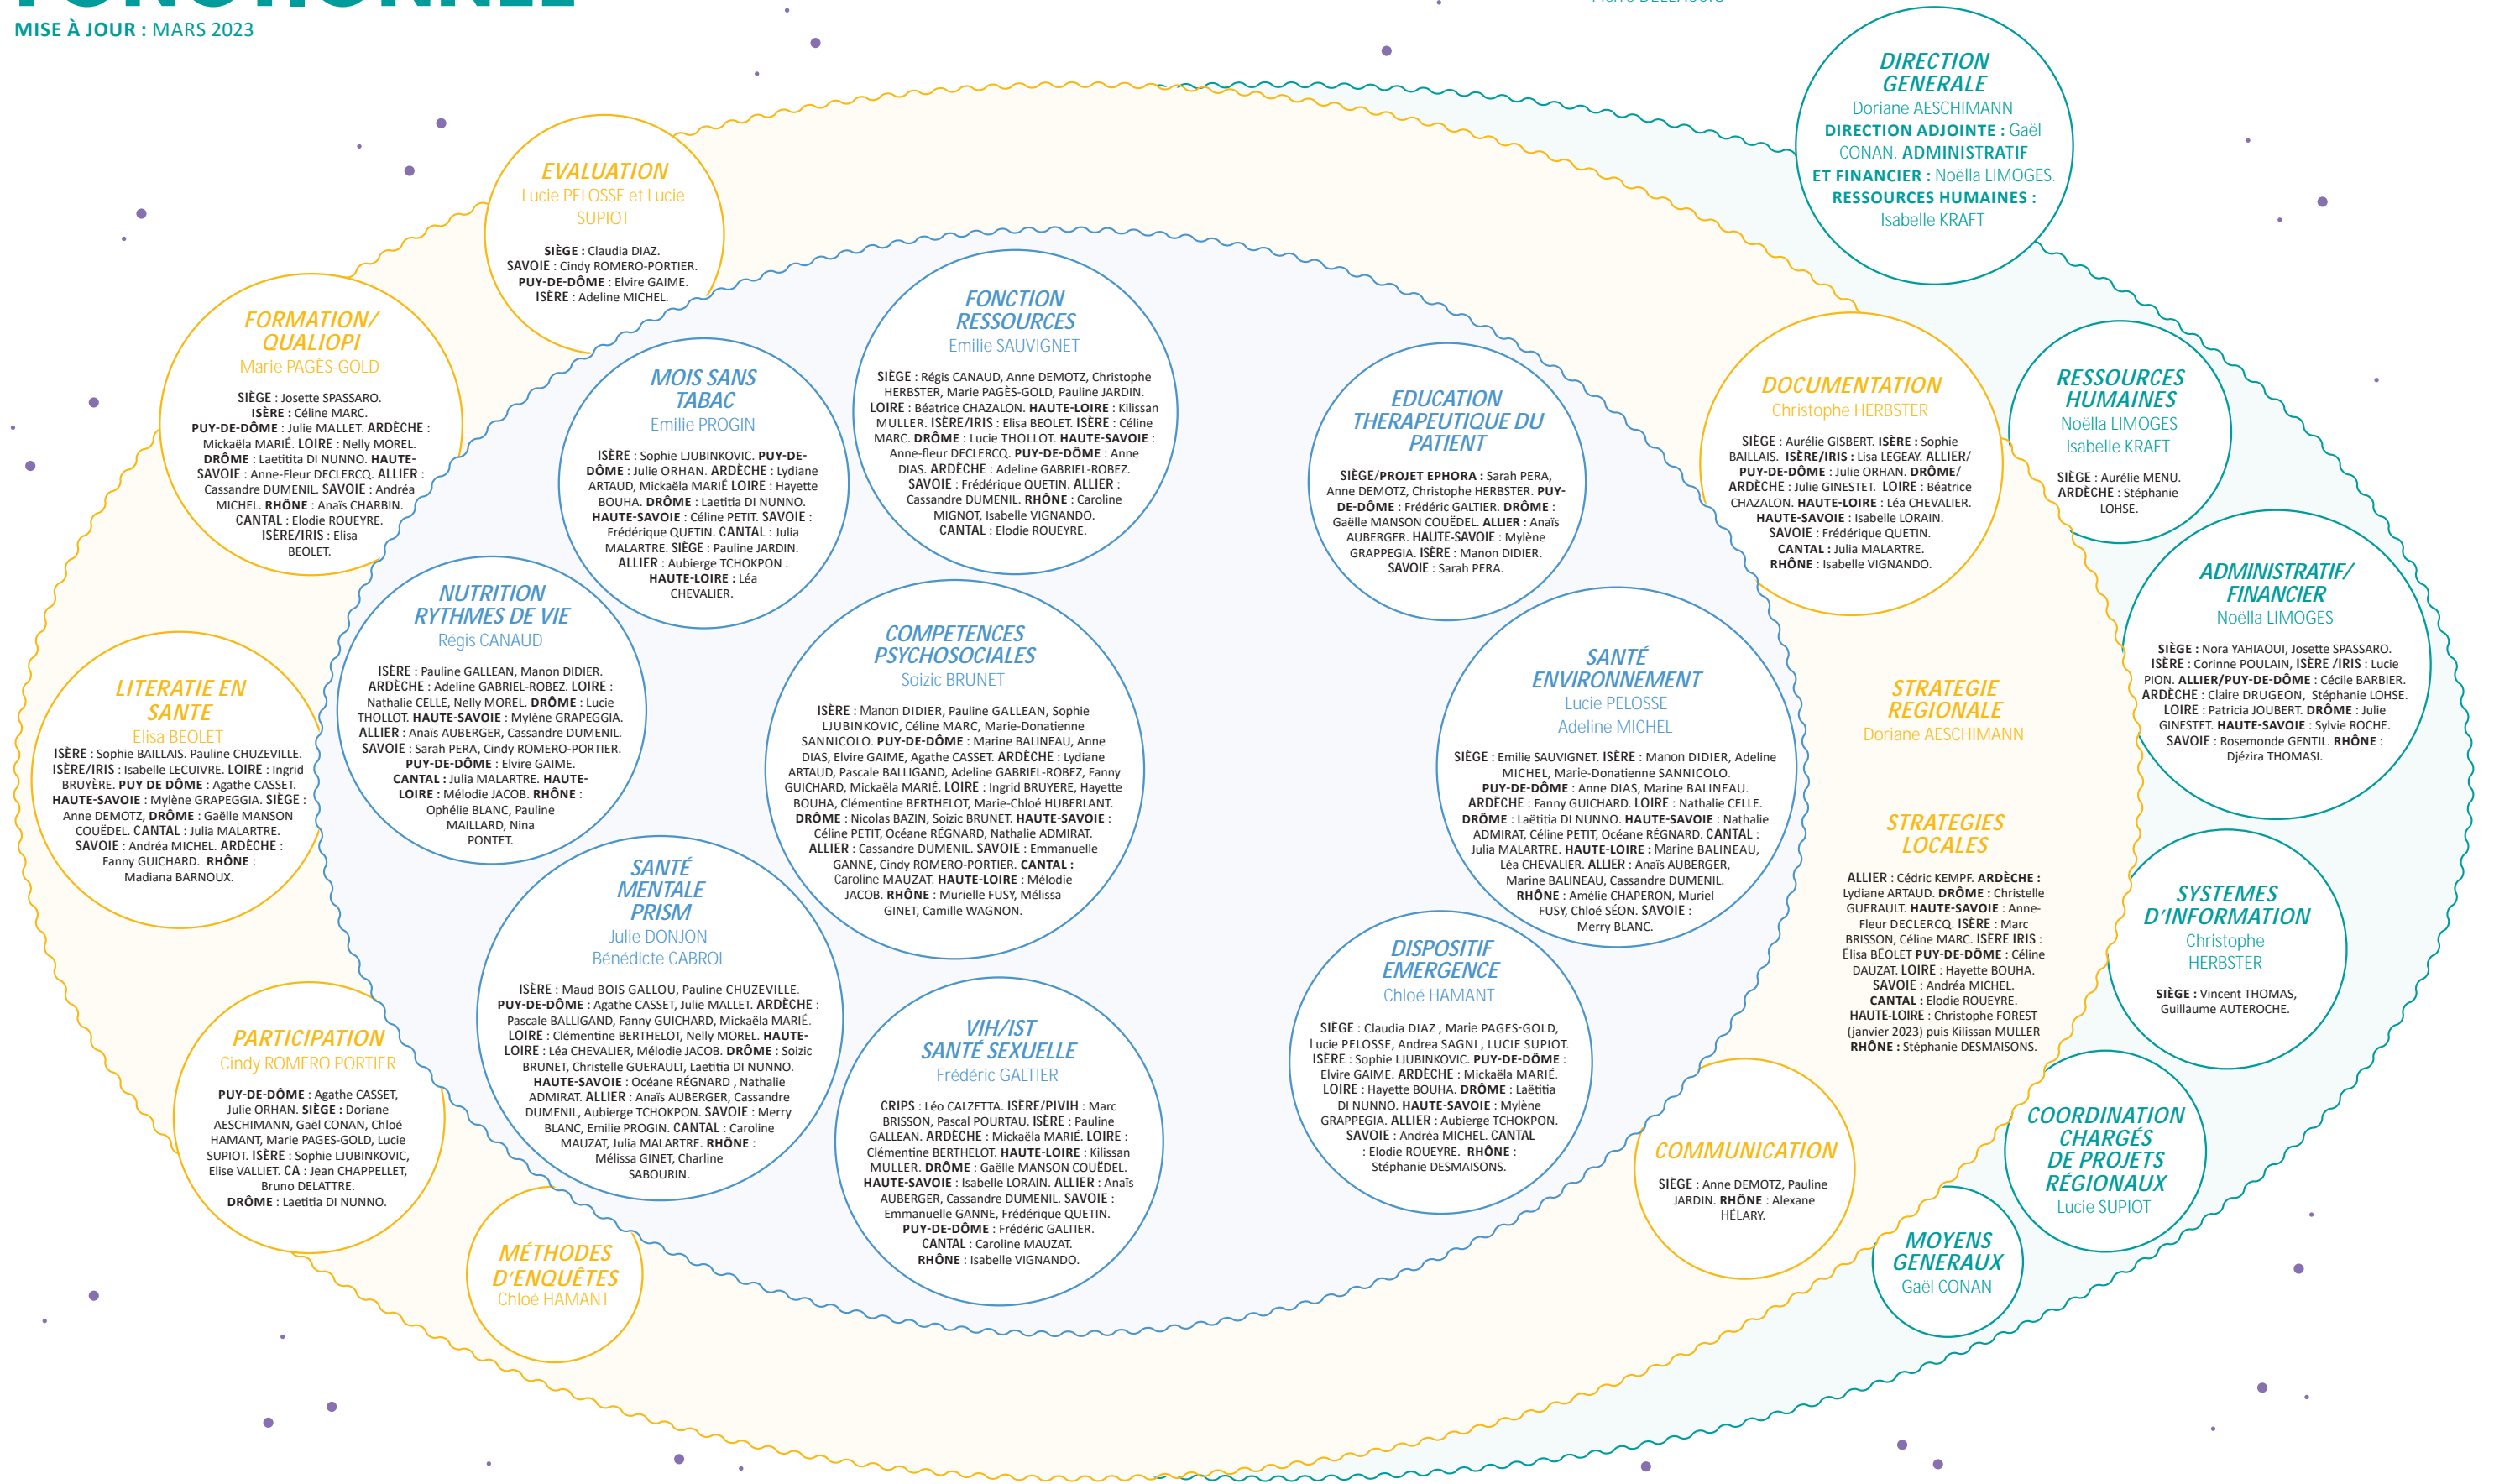 MISE À JOUR : MARS 2023
DIRECTION
GENERALE
Doriane AESCHIMANN
DIRECTION ADJOINTE : Gaël
CONAN. ADMINISTRATIF
ET FINANCIER : Noëlla LIMOGES.
RESSOURCES HUMAINES :
Isabelle KRAFT
EVALUATION
Lucie PELOSSE et Lucie
SUPIOT
SIÈGE : Claudia DIAZ.
SAVOIE : Cindy ROMERO-PORTIER.
PUY-DE-DÔME : Elvire GAIME.
ISÈRE : Adeline MICHEL.
FORMATION/
QUALIOPI
Marie PAGÈS-GOLD
SIÈGE : Josette SPASSARO.
ISÈRE : Céline MARC.
PUY-DE-DÔME : Julie MALLET. ARDÈCHE :
Mickaëla MARIÉ. LOIRE : Nelly MOREL.
DRÔME : Laetitita DI NUNNO. HAUTE-
SAVOIE : Anne-Fleur DECLERCQ. ALLIER :
Cassandre DUMENIL. SAVOIE : Andréa
MICHEL. RHÔNE : Anaïs CHARBIN.
CANTAL : Elodie ROUEYRE.
ISÈRE/IRIS : Elisa
BEOLET.
MOIS SANS
TABAC
Emilie PROGIN
ISÈRE : Sophie LJUBINKOVIC. PUY-DE-
DÔME : Julie ORHAN. ARDÈCHE : Lydiane
ARTAUD, Mickaëla MARIÉ LOIRE : Hayette
BOUHA. DRÔME : Laetitia DI NUNNO.
HAUTE-SAVOIE : Céline PETIT. SAVOIE :
Frédérique QUETIN. CANTAL : Julia
MALARTRE. SIÈGE : Pauline JARDIN.
ALLIER : Aubierge TCHOKPON .
HAUTE-LOIRE : Léa
CHEVALIER.
FONCTION
RESSOURCES
Emilie SAUVIGNET
SIÈGE : Régis CANAUD, Anne DEMOTZ, Christophe
HERBSTER, Marie PAGÈS-GOLD, Pauline JARDIN.
LOIRE : Béatrice CHAZALON. HAUTE-LOIRE : Kilissan
MULLER. ISÈRE/IRIS : Elisa BEOLET. ISÈRE : Céline
MARC. DRÔME : Lucie THOLLOT. HAUTE-SAVOIE :
Anne-fleur DECLERCQ. PUY-DE-DÔME : Anne
DIAS. ARDÈCHE : Adeline GABRIEL-ROBEZ.
SAVOIE : Frédérique QUETIN. ALLIER :
Cassandre DUMENIL. RHÔNE : Caroline
MIGNOT, Isabelle VIGNANDO.
CANTAL : Elodie ROUEYRE.
EDUCATION
THERAPEUTIQUE DU
PATIENT
SIÈGE/PROJET EPHORA : Sarah PERA,
Anne DEMOTZ, Christophe HERBSTER. PUY-
DE-DÔME : Frédéric GALTIER. DRÔME :
Gaëlle MANSON COUËDEL. ALLIER : Anaïs
AUBERGER. HAUTE-SAVOIE : Mylène
GRAPPEGIA. ISÈRE : Manon DIDIER.
SAVOIE : Sarah PERA.
DOCUMENTATION
Christophe HERBSTER
SIÈGE : Aurélie GISBERT. ISÈRE : Sophie
BAILLAIS. ISÈRE/IRIS : Lisa LEGEAY. ALLIER/
PUY-DE-DÔME : Julie ORHAN. DRÔME/
ARDÈCHE : Julie GINESTET. LOIRE : Béatrice
CHAZALON. HAUTE-LOIRE : Léa CHEVALIER.
HAUTE-SAVOIE : Isabelle LORAIN.
SAVOIE : Frédérique QUETIN.
CANTAL : Julia MALARTRE.
RHÔNE : Isabelle VIGNANDO.
RESSOURCES
HUMAINES
Noëlla LIMOGES
Isabelle KRAFT
SIÈGE : Aurélie MENU.
ARDÈCHE : Stéphanie
LOHSE.
ADMINISTRATIF/
FINANCIER
Noëlla LIMOGES
SIÈGE : Nora YAHIAOUI, Josette SPASSARO.
ISÈRE : Corinne POULAIN, ISÈRE /IRIS : Lucie
PION. ALLIER/PUY-DE-DÔME : Cécile BARBIER.
ARDÈCHE : Claire DRUGEON, Stéphanie LOHSE.
LOIRE : Patricia JOUBERT. DRÔME : Julie
GINESTET. HAUTE-SAVOIE : Sylvie ROCHE.
SAVOIE : Rosemonde GENTIL. RHÔNE :
Djézira THOMASI.
NUTRITION
RYTHMES DE VIE
Régis CANAUD
ISÈRE : Pauline GALLEAN, Manon DIDIER.
ARDÈCHE : Adeline GABRIEL-ROBEZ. LOIRE :
Nathalie CELLE, Nelly MOREL. DRÔME : Lucie
THOLLOT. HAUTE-SAVOIE : Mylène GRAPEGGIA.
ALLIER : Anaïs AUBERGER, Cassandre DUMENIL.
SAVOIE : Sarah PERA, Cindy ROMERO-PORTIER.
PUY-DE-DÔME : Elvire GAIME.
CANTAL : Julia MALARTRE. HAUTE-
LOIRE : Mélodie JACOB. RHÔNE :
Ophélie BLANC, Pauline
MAILLARD, Nina
PONTET.
LITERATIE EN
SANTE
Elisa BEOLET
ISÈRE : Sophie BAILLAIS. Pauline CHUZEVILLE.
ISÈRE/IRIS : Isabelle LECUIVRE. LOIRE : Ingrid
BRUYÈRE. PUY DE DÔME : Agathe CASSET.
HAUTE-SAVOIE : Mylène GRAPEGGIA. SIÈGE :
Anne DEMOTZ, DRÔME : Gaëlle MANSON
COUËDEL. CANTAL : Julia MALARTRE.
SAVOIE : Andréa MICHEL. ARDÈCHE :
Fanny GUICHARD. RHÔNE :
Madiana BARNOUX.
COMPETENCES
PSYCHOSOCIALES
Soizic BRUNET
ISÈRE : Manon DIDIER, Pauline GALLEAN, Sophie
LJUBINKOVIC, Céline MARC, Marie-Donatienne
SANNICOLO. PUY-DE-DÔME : Marine BALINEAU, Anne
DIAS, Elvire GAIME, Agathe CASSET. ARDÈCHE : Lydiane
ARTAUD, Pascale BALLIGAND, Adeline GABRIEL-ROBEZ, Fanny
GUICHARD, Mickaëla MARIÉ. LOIRE : Ingrid BRUYERE, Hayette
BOUHA, Clémentine BERTHELOT, Marie-Chloé HUBERLANT.
DRÔME : Nicolas BAZIN, Soizic BRUNET. HAUTE-SAVOIE :
Céline PETIT, Océane RÉGNARD, Nathalie ADMIRAT.
ALLIER : Cassandre DUMENIL. SAVOIE : Emmanuelle
GANNE, Cindy ROMERO-PORTIER. CANTAL :
Caroline MAUZAT. HAUTE-LOIRE : Mélodie
JACOB. RHÔNE : Murielle FUSY, Mélissa
GINET, Camille WAGNON.
SANTÉ
ENVIRONNEMENT
Lucie PELOSSE
Adeline MICHEL
SIÈGE : Emilie SAUVIGNET. ISÈRE : Manon DIDIER, Adeline
MICHEL, Marie-Donatienne SANNICOLO.
PUY-DE-DÔME : Anne DIAS, Marine BALINEAU.
ARDÈCHE : Fanny GUICHARD. LOIRE : Nathalie CELLE.
DRÔME : Laëtitia DI NUNNO. HAUTE-SAVOIE : Nathalie
ADMIRAT, Céline PETIT, Océane RÉGNARD. CANTAL :
Julia MALARTRE. HAUTE-LOIRE : Marine BALINEAU,
Léa CHEVALIER. ALLIER : Anaïs AUBERGER,
Marine BALINEAU, Cassandre DUMENIL.
RHÔNE : Amélie CHAPERON, Muriel
FUSY, Chloé SÉON. SAVOIE :
Merry BLANC.
STRATEGIE
REGIONALE
Doriane AESCHIMANN
STRATEGIES
LOCALES
ALLIER : Cédric KEMPF. ARDÈCHE :
Lydiane ARTAUD. DRÔME : Christelle
GUERAULT. HAUTE-SAVOIE : Anne-
Fleur DECLERCQ. ISÈRE : Marc
BRISSON, Céline MARC. ISÈRE IRIS :
Élisa BÉOLET PUY-DE-DÔME : Céline
DAUZAT. LOIRE : Hayette BOUHA.
SAVOIE : Andréa MICHEL.
CANTAL : Elodie ROUEYRE.
HAUTE-LOIRE : Christophe FOREST
(janvier 2023) puis Kilissan MULLER
RHÔNE : Stéphanie DESMAISONS.
SYSTEMES
D'INFORMATION
Christophe
HERBSTER
SIÈGE : Vincent THOMAS,
Guillaume AUTEROCHE.
SANTÉ
MENTALE
PRISM
Julie DONJON
Bénédicte CABROL
ISÈRE : Maud BOIS GALLOU, Pauline CHUZEVILLE.
PUY-DE-DÔME : Agathe CASSET, Julie MALLET. ARDÈCHE :
Pascale BALLIGAND, Fanny GUICHARD, Mickaëla MARIÉ.
LOIRE : Clémentine BERTHELOT, Nelly MOREL. HAUTE-
LOIRE : Léa CHEVALIER, Mélodie JACOB. DRÔME : Soizic
BRUNET, Christelle GUERAULT, Laetitia DI NUNNO.
HAUTE-SAVOIE : Océane RÉGNARD , Nathalie
ADMIRAT. ALLIER : Anaïs AUBERGER, Cassandre
DUMENIL, Aubierge TCHOKPON. SAVOIE : Merry
BLANC, Emilie PROGIN. CANTAL : Caroline
MAUZAT, Julia MALARTRE. RHÔNE :
Mélissa GINET, Charline
SABOURIN.
DISPOSITIF
EMERGENCE
Chloé HAMANT
SIÈGE : Claudia DIAZ , Marie PAGES-GOLD,
Lucie PELOSSE, Andrea SAGNI , LUCIE SUPIOT.
ISÈRE : Sophie LJUBINKOVIC. PUY-DE-DÔME :
Elvire GAIME. ARDÈCHE : Mickaëla MARIÉ.
LOIRE : Hayette BOUHA. DRÔME : Laëtitia
DI NUNNO. HAUTE-SAVOIE : Mylène
GRAPPEGIA. ALLIER : Aubierge TCHOKPON.
SAVOIE : Andréa MICHEL. CANTAL
: Elodie ROUEYRE. RHÔNE :
Stéphanie DESMAISONS.
VIH/IST
SANTÉ SEXUELLE
Frédéric GALTIER
CRIPS : Léo CALZETTA. ISÈRE/PIVIH : Marc
BRISSON, Pascal POURTAU. ISÈRE : Pauline
GALLEAN. ARDÈCHE : Mickaëla MARIÉ. LOIRE :
Clémentine BERTHELOT. HAUTE-LOIRE : Kilissan
MULLER. DRÔME : Gaëlle MANSON COUËDEL.
HAUTE-SAVOIE : Isabelle LORAIN. ALLIER : Anaïs
AUBERGER, Cassandre DUMENIL. SAVOIE :
Emmanuelle GANNE, Frédérique QUETIN.
PUY-DE-DÔME : Frédéric GALTIER.
CANTAL : Caroline MAUZAT.
RHÔNE : Isabelle VIGNANDO.
PARTICIPATION
Cindy ROMERO PORTIER
PUY-DE-DÔME : Agathe CASSET,
Julie ORHAN. SIÈGE : Doriane
AESCHIMANN, Gaël CONAN, Chloé
HAMANT, Marie PAGES-GOLD, Lucie
SUPIOT. ISÈRE : Sophie LJUBINKOVIC,
Elise VALLIET. CA : Jean CHAPPELLET,
Bruno DELATTRE.
DRÔME : Laetitia DI NUNNO.
COMMUNICATION
SIÈGE : Anne DEMOTZ, Pauline
JARDIN. RHÔNE : Alexane
HÉLARY.
COORDINATION
CHARGÉS
DE PROJETS
RÉGIONAUX
Lucie SUPIOT
MÉTHODES
D'ENQUÊTES
Chloé HAMANT
MOYENS
GENERAUX
Gaël CONAN